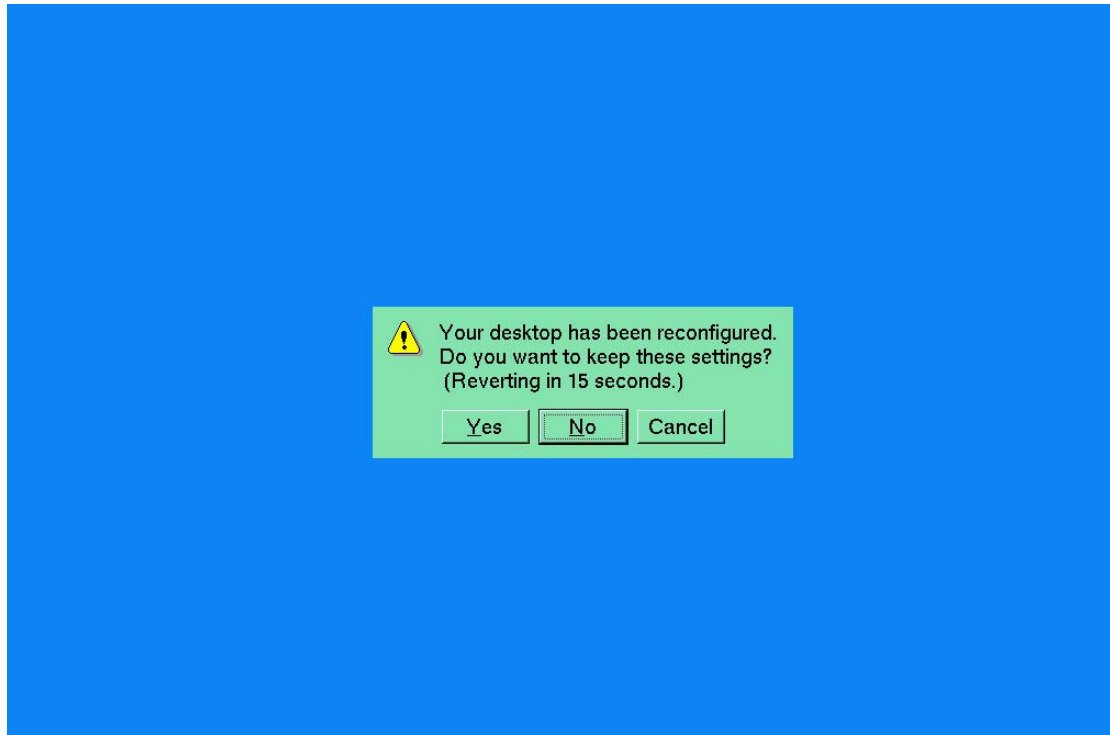 Your desktop has been reconfigured.
Do you want to keep these settings?
(Reverting in 15 seconds.)
Yes No Cancel